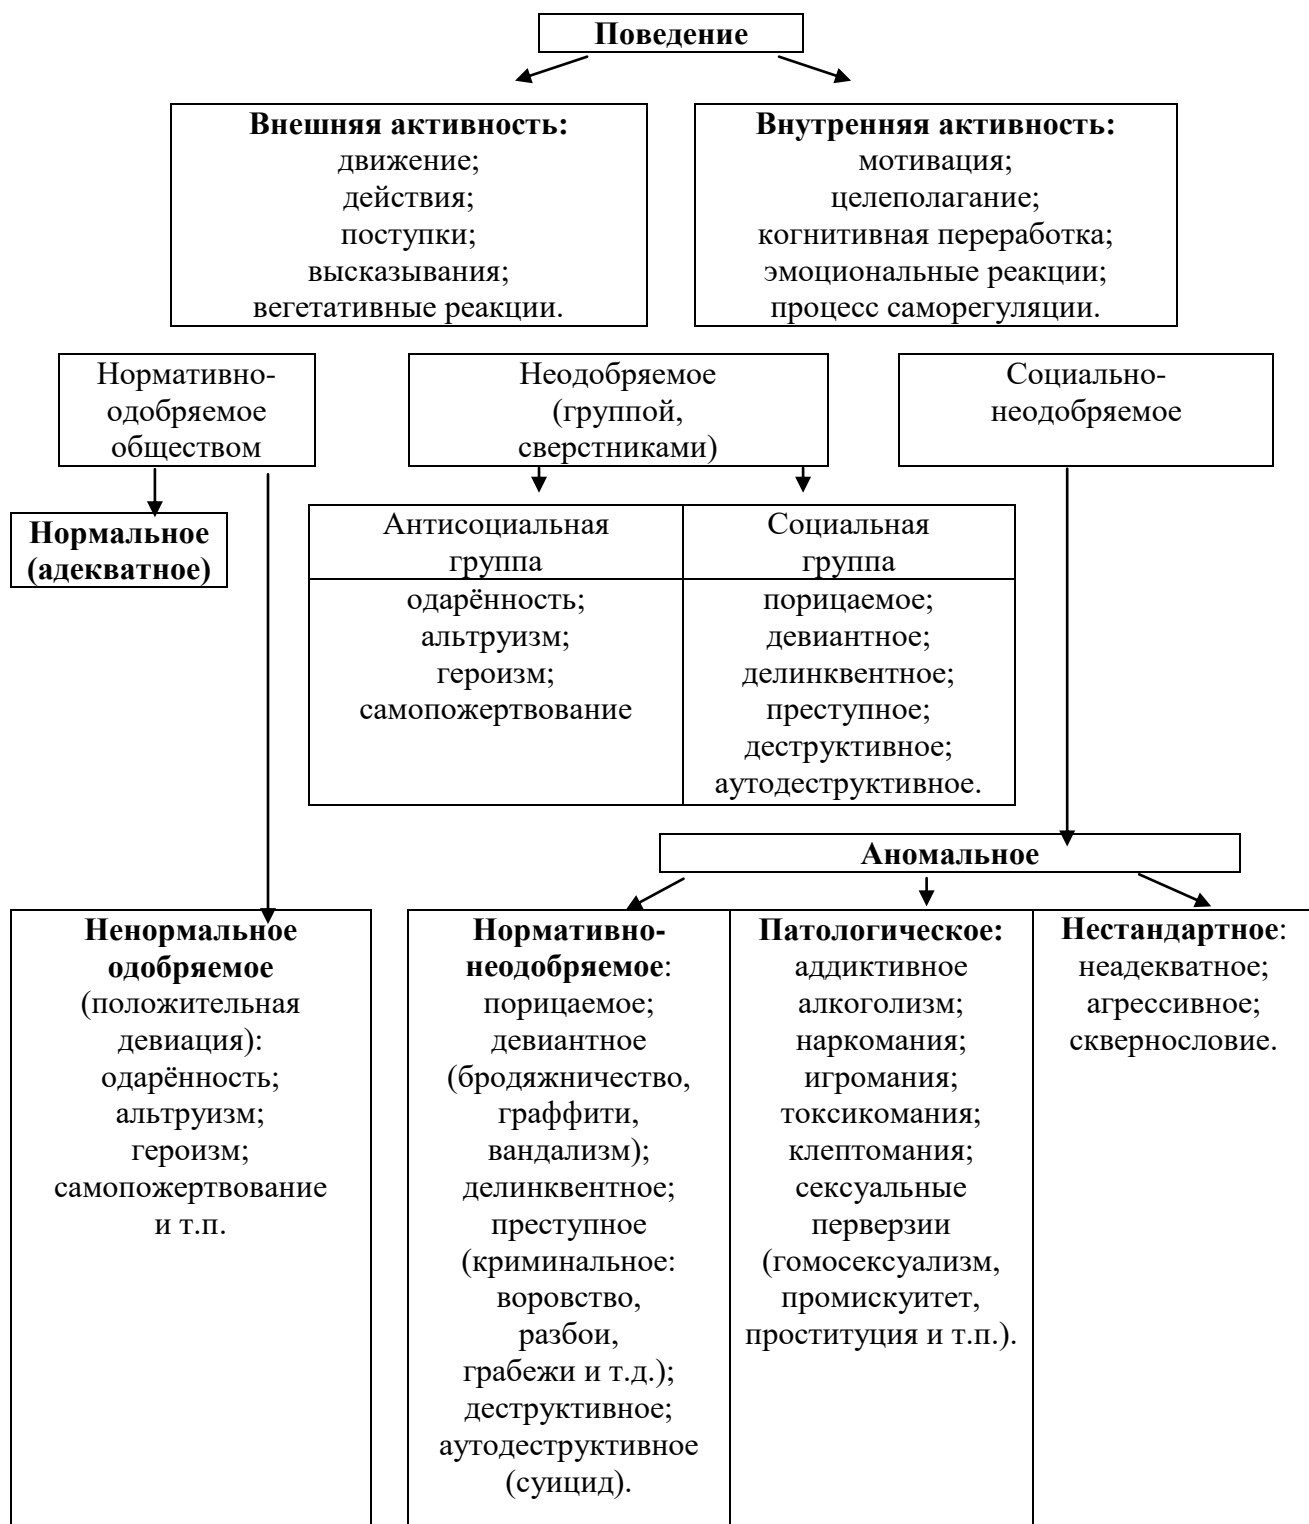 Поведение
Внешняя активность:
движение;
действия;
поступки;
высказывания;
вегетативные реакции.
Внутренняя активность:
мотивация;
целеполагание;
когнитивная переработка;
эмоциональные реакции;
процесс саморегуляции.
Нормативно-
одобряемое
обществом
Неодобряемое
(группой,
сверстниками)
Социально-
неодобряемое
Нормальное
(адекватное)
Антисоциальная
группа
Социальная
группа
одарённость;
альтруизм;
героизм;
самопожертвование
порицаемое;
девиантное;
делинквентное;
преступное;
деструктивное;
аутодеструктивное.
Аномальное
Ненормальное
одобряемое
(положительная
девиация):
одарённость;
альтруизм;
героизм;
самопожертвование
и т.п.
Нормативно-
неодобряемое:
порицаемое;
девиантное
(бродяжничество,
граффити,
вандализм);
делинквентное;
преступное
(криминальное:
воровство,
разбои,
грабежи и т.д.);
деструктивное;
аутодеструктивное
(суицид).
Патологическое:
аддиктивное
алкоголизм;
наркомания;
игромания;
токсикомания;
клептомания;
сексуальные
перверзии
(гомосексуализм,
промискуитет,
проституция и т.п.).
Нестандартное:
неадекватное;
агрессивное;
сквернословие.